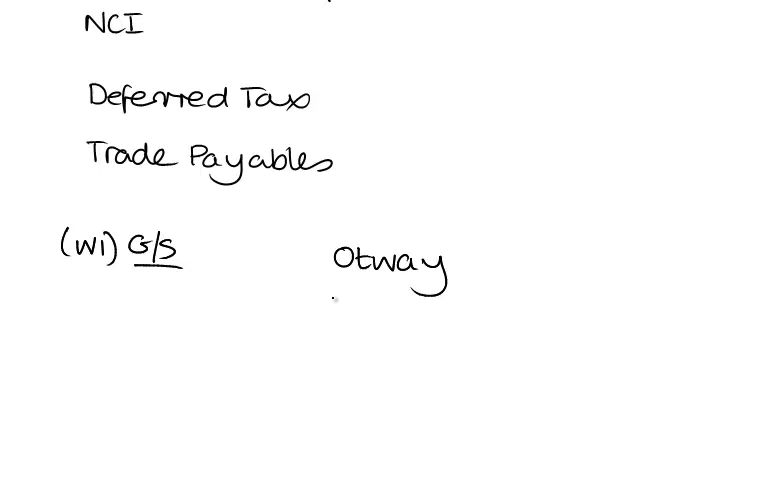 NCI
Deferred Tax
Trade Payables
(W1) G/S
Otway